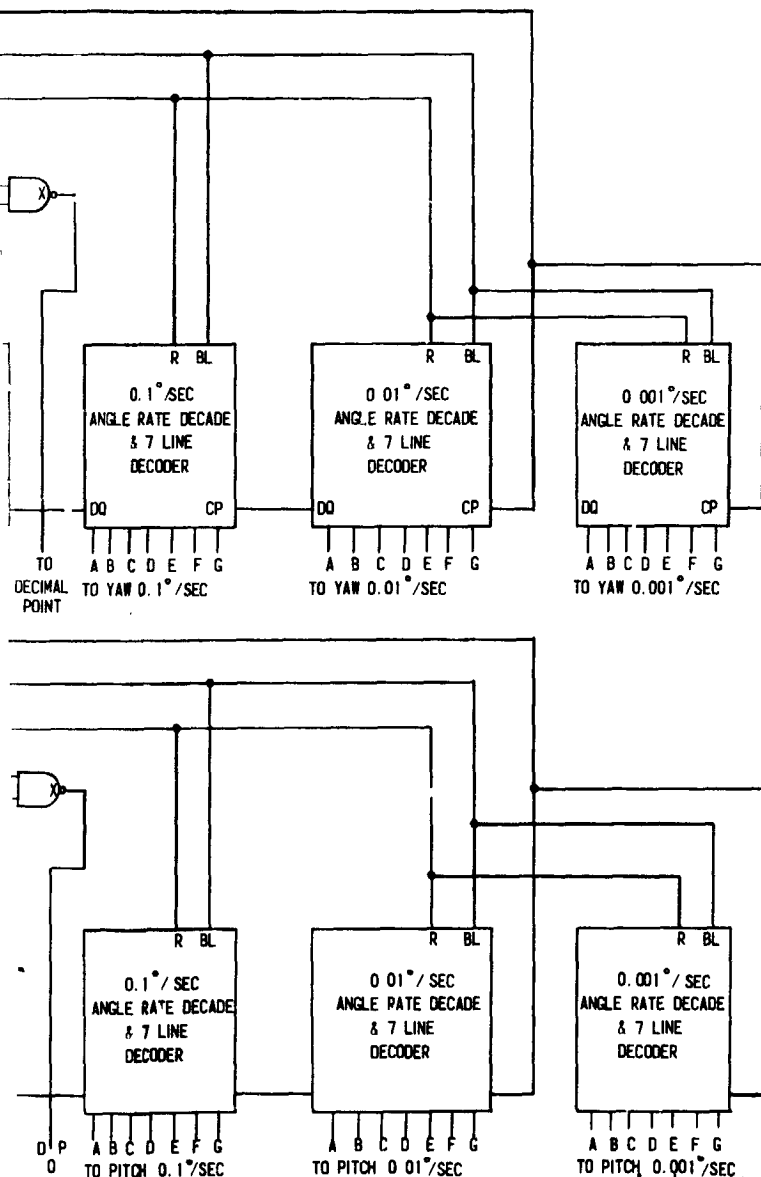 X
R BL
0.1°/SEC
ANGLE RATE DECADE
& 7 LINE
DECODER
DQ CP
A B C D E F G
TO YAW 0.1°/SEC
R BL
0 01°/SEC
ANGLE RATE DECADE
& 7 LINE
DECODER
DQ CP
A B C D E F G
TO YAW 0.01°/SEC
R BL
0 001°/SEC
ANGLE RATE DECADE
& 7 LINE
DECODER
DQ CP
A B C D E F G
TO YAW 0.001°/SEC
TO
DECIMAL
POINT
X
R BL
0.1°/SEC
ANGLE RATE DECADE
& 7 LINE
DECODER
A B C D E F G
TO PITCH 0.1°/SEC
R BL
0 01°/SEC
ANGLE RATE DECADE
& 7 LINE
DECODER
A B C D E F G
TO PITCH 0 01°/SEC
R BL
0.001°/SEC
ANGLE RATE DECADE
& 7 LINE
DECODER
A B C D E F G
TO PITCH 0.001°/SEC
D P
0